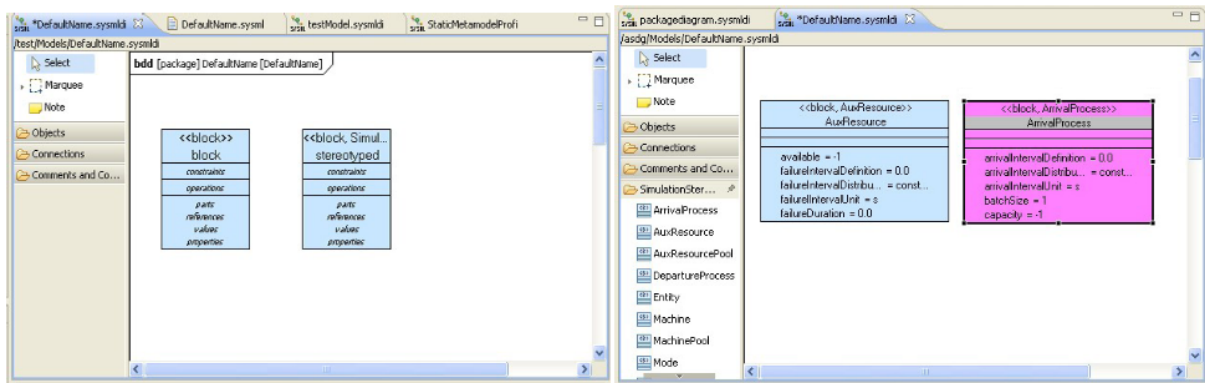 *DefaultName.sysmldi
DefaultName.sysml
testModel.sysmldi
StaticMetamodelProfi
/test/Models/DefaultName.sysmldi
Select
Marquee
Note
Objects
Connections
Comments and Co...
bdd [package] DefaultName [DefaultName]
<<block>>
block
constraints
operations
parts
references
values
properties
<<block, Simul...
stereotyped
constraints
operations
parts
references
values
properties
packagediagram.sysmldi
*DefaultName.sysmldi
/asdg/Models/DefaultName.sysmldi
Select
Marquee
Note
Objects
Connections
Comments and Co...
SimulationSter...
ArrivalProcess
AuxResource
AuxResourcePool
DepartureProcess
Entity
Machine
MachinePool
Mode
<<block, AuxResource>>
AuxResource
available = -1
failureIntervalDefinition = 0.0
failureIntervalDistribu... = const...
failureIntervalUnit = s
failureDuration = 0.0
<<block, ArrivalProcess>>
ArrivalProcess
arrivalIntervalDefinition = 0.0
arrivalIntervalDistribu... = const...
arrivalIntervalUnit = s
batchSize = 1
capacity = -1